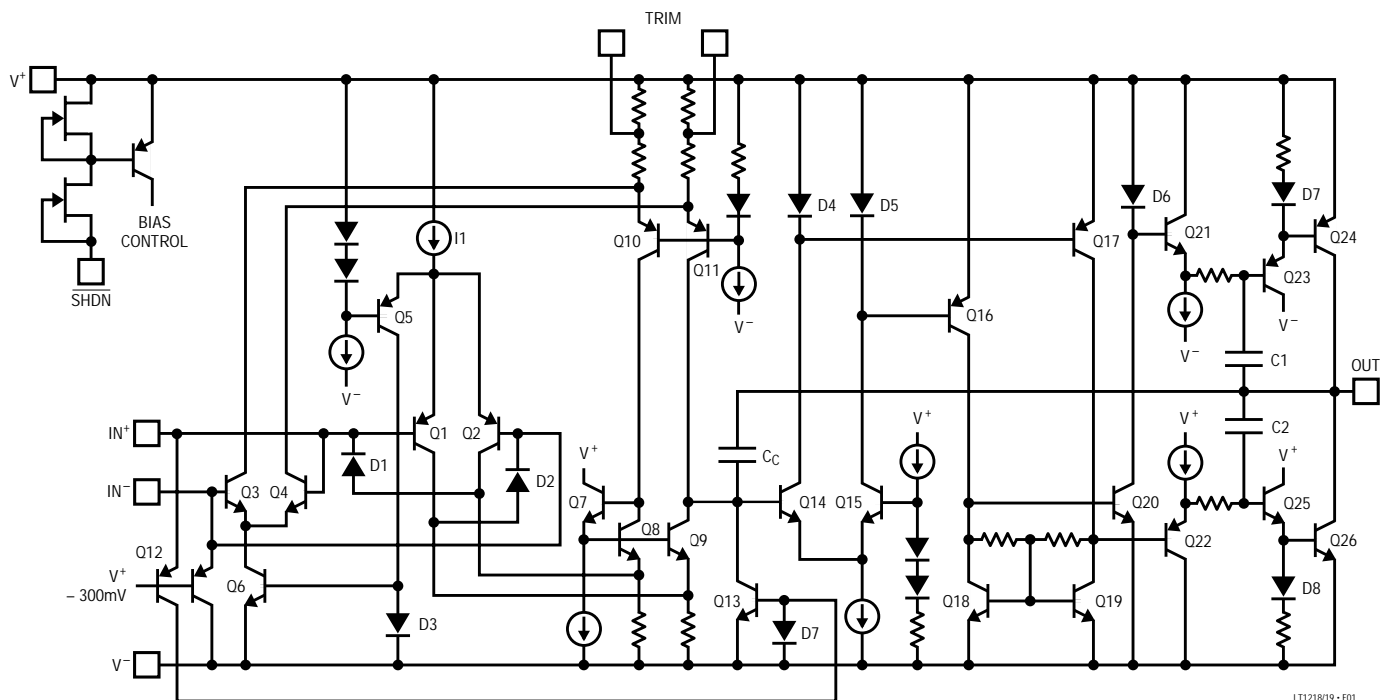 TRIM
V+
BIAS
CONTROL
SHDN
I1
Q10
Q11
D4
D5
D6
D7
Q17
Q21
Q24
Q23
V−
Q5
Q16
V−
V−
V−
C1
OUT
IN+
Q1
Q2
V+
V+
C2
D1
CC
V+
IN−
Q3
Q4
D2
Q7
Q14
Q15
Q20
Q25
Q8
Q9
Q22
Q26
Q12
V+
– 300mV
Q6
Q13
Q18
Q19
D8
D3
D7
V−
LT1218/19 • F01